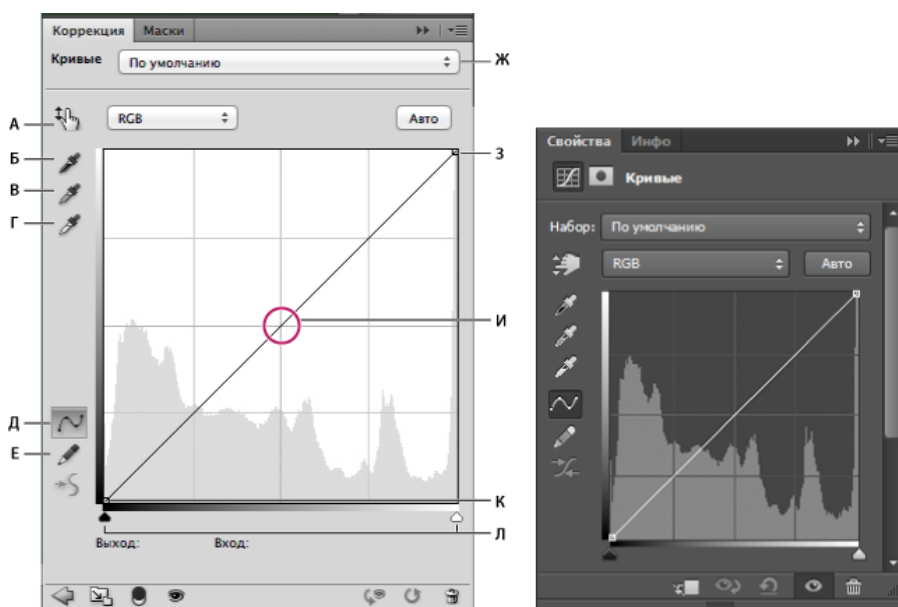 Коррекция Маски
Кривые По умолчанию Ж
А RGB Авто
Б З
В
Г
И
Д
Е
К
Л
Выход: Вход:
Свойства Инфо
Кривые
Набор: По умолчанию
RGB Авто